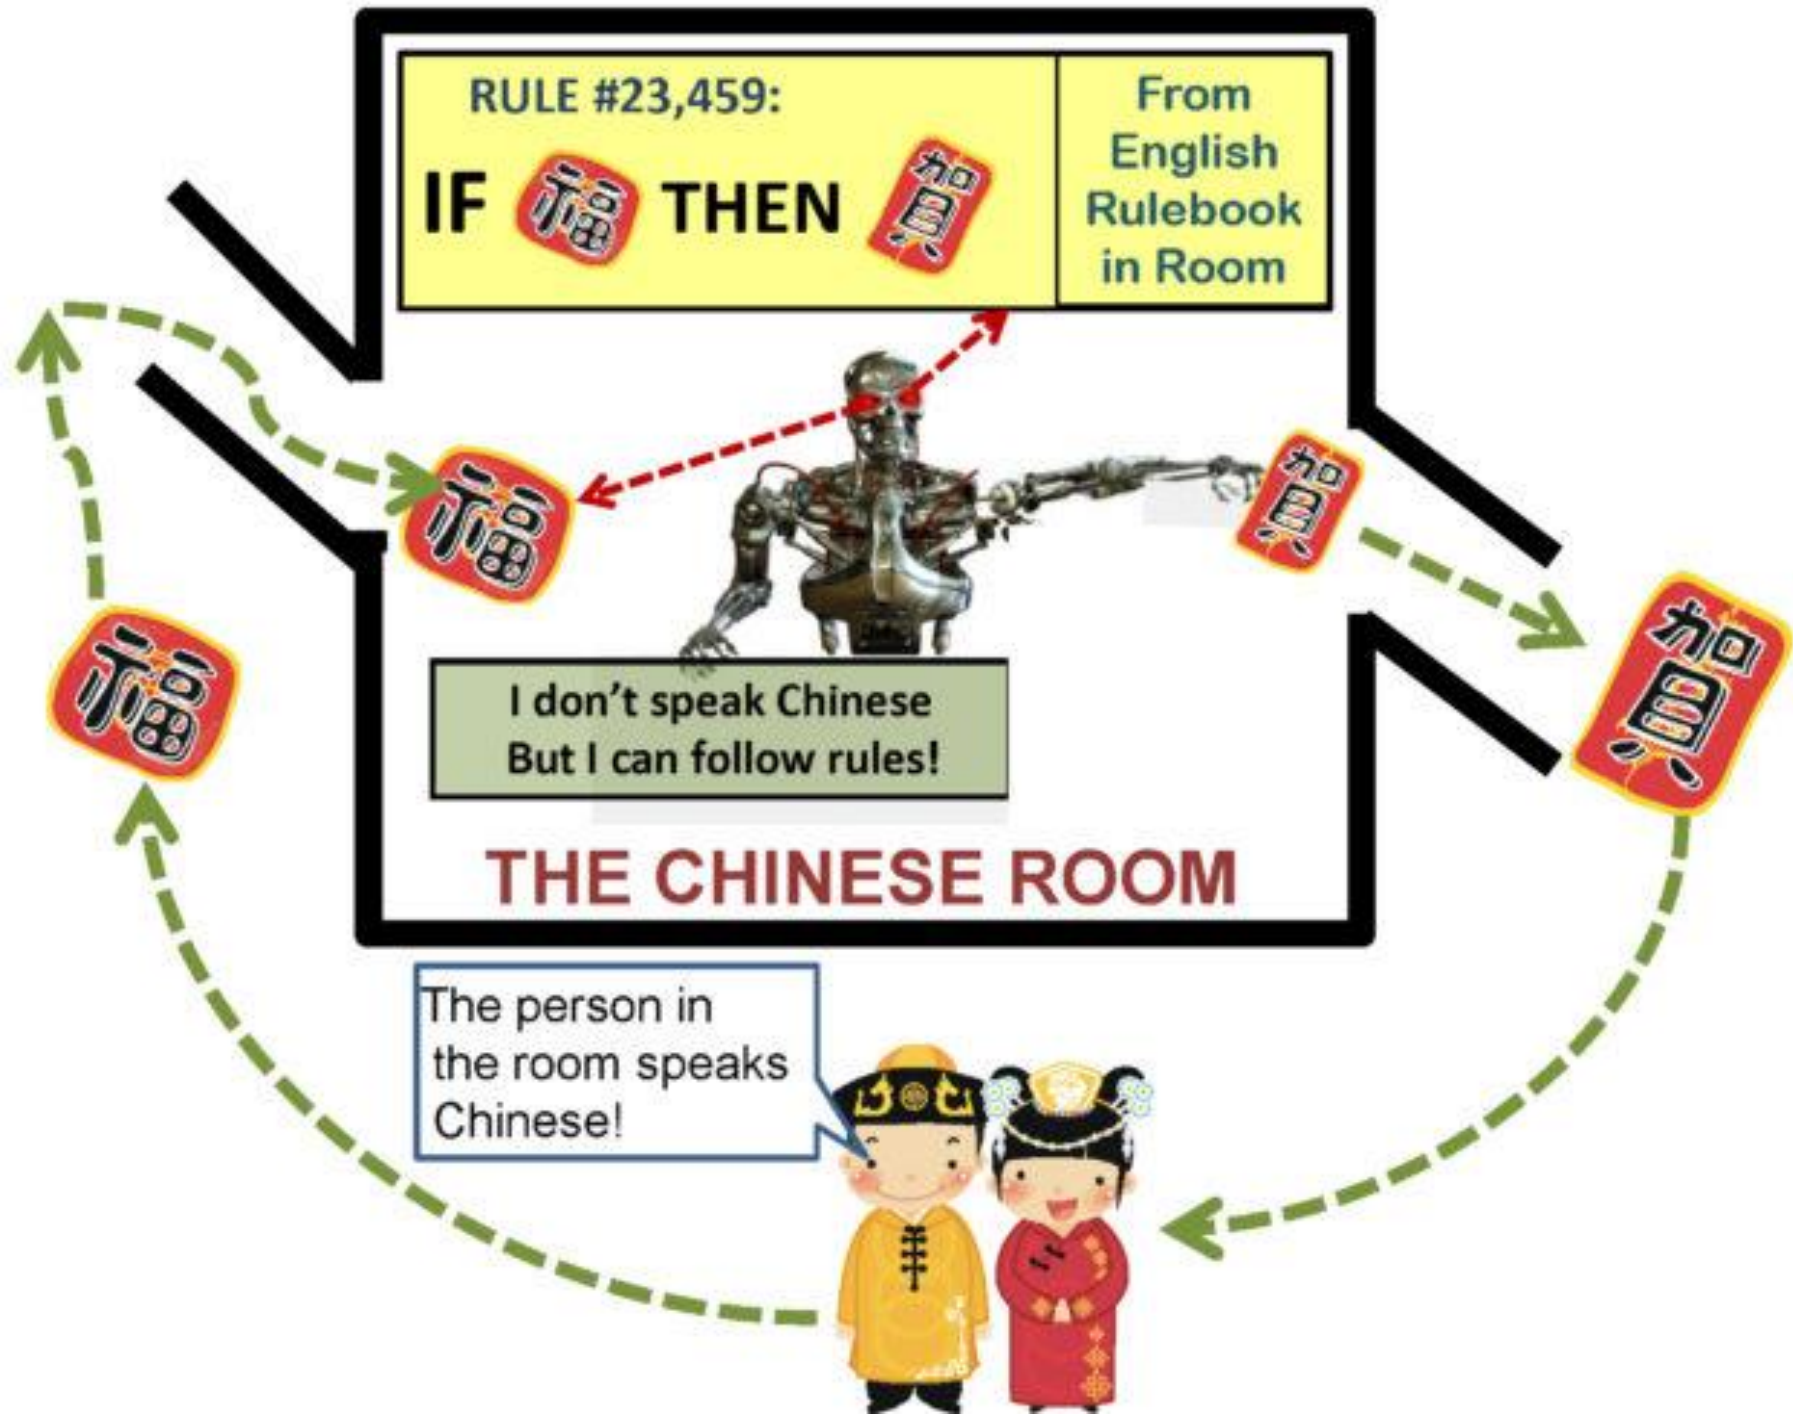 RULE #23,459:
IF 福 THEN 賀
From
English
Rulebook
in Room
福
賀
福
賀
I don't speak Chinese
But I can follow rules!
THE CHINESE ROOM
The person in
the room speaks
Chinese!